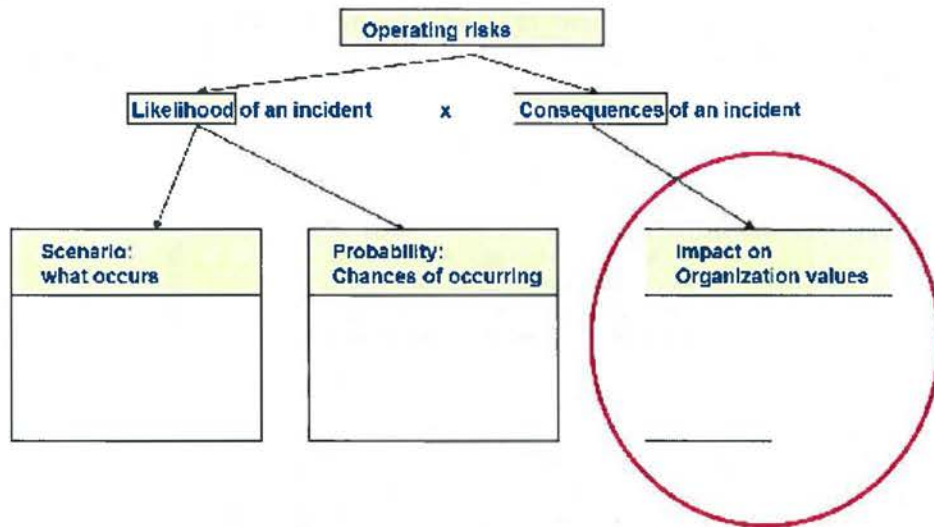 Operating risks
Likelihood of an incident x Consequences of an incident
Scenario:
what occurs
Probability:
Chances of occurring
Impact on
Organization values